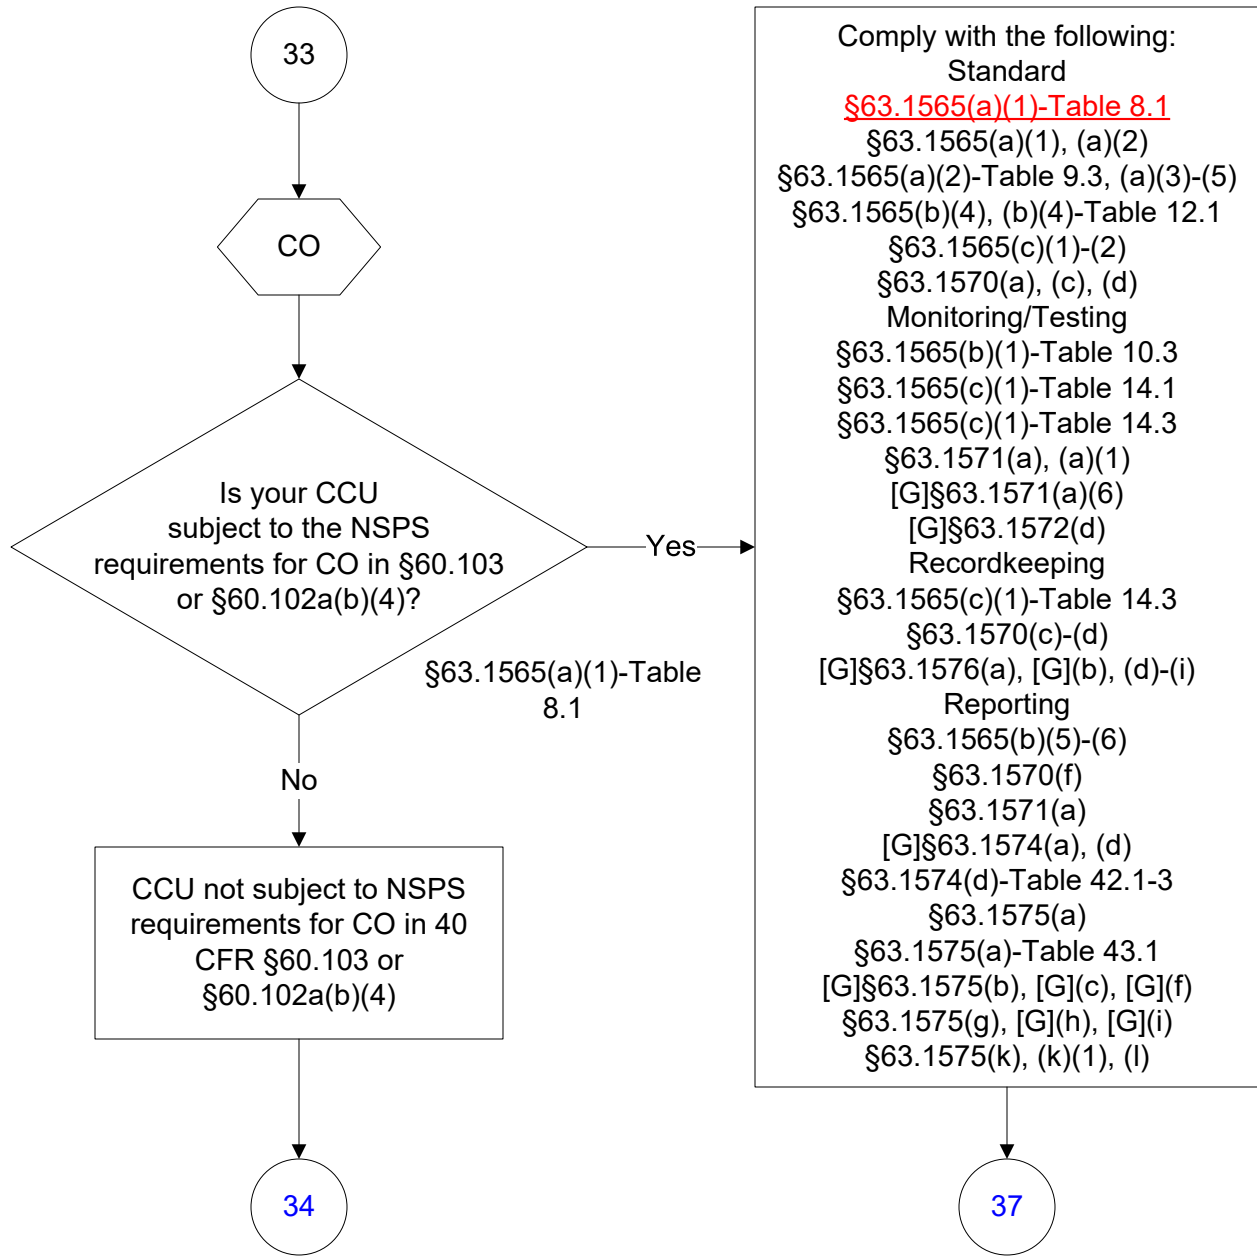 33
CO
Is your CCU
subject to the NSPS
requirements for CO in §60.103
or §60.102a(b)(4)?
Yes
§63.1565(a)(1)-Table
8.1
No
CCU not subject to NSPS
requirements for CO in 40
CFR §60.103 or
§60.102a(b)(4)
34
Comply with the following:
Standard
§63.1565(a)(1)-Table 8.1
§63.1565(a)(1), (a)(2)
§63.1565(a)(2)-Table 9.3, (a)(3)-(5)
§63.1565(b)(4), (b)(4)-Table 12.1
§63.1565(c)(1)-(2)
§63.1570(a), (c), (d)
Monitoring/Testing
§63.1565(b)(1)-Table 10.3
§63.1565(c)(1)-Table 14.1
§63.1565(c)(1)-Table 14.3
§63.1571(a), (a)(1)
[G]§63.1571(a)(6)
[G]§63.1572(d)
Recordkeeping
§63.1565(c)(1)-Table 14.3
§63.1570(c)-(d)
[G]§63.1576(a), [G](b), (d)-(i)
Reporting
§63.1565(b)(5)-(6)
§63.1570(f)
§63.1571(a)
[G]§63.1574(a), (d)
§63.1574(d)-Table 42.1-3
§63.1575(a)
§63.1575(a)-Table 43.1
[G]§63.1575(b), [G](c), [G](f)
§63.1575(g), [G](h), [G](i)
§63.1575(k), (k)(1), (l)
37